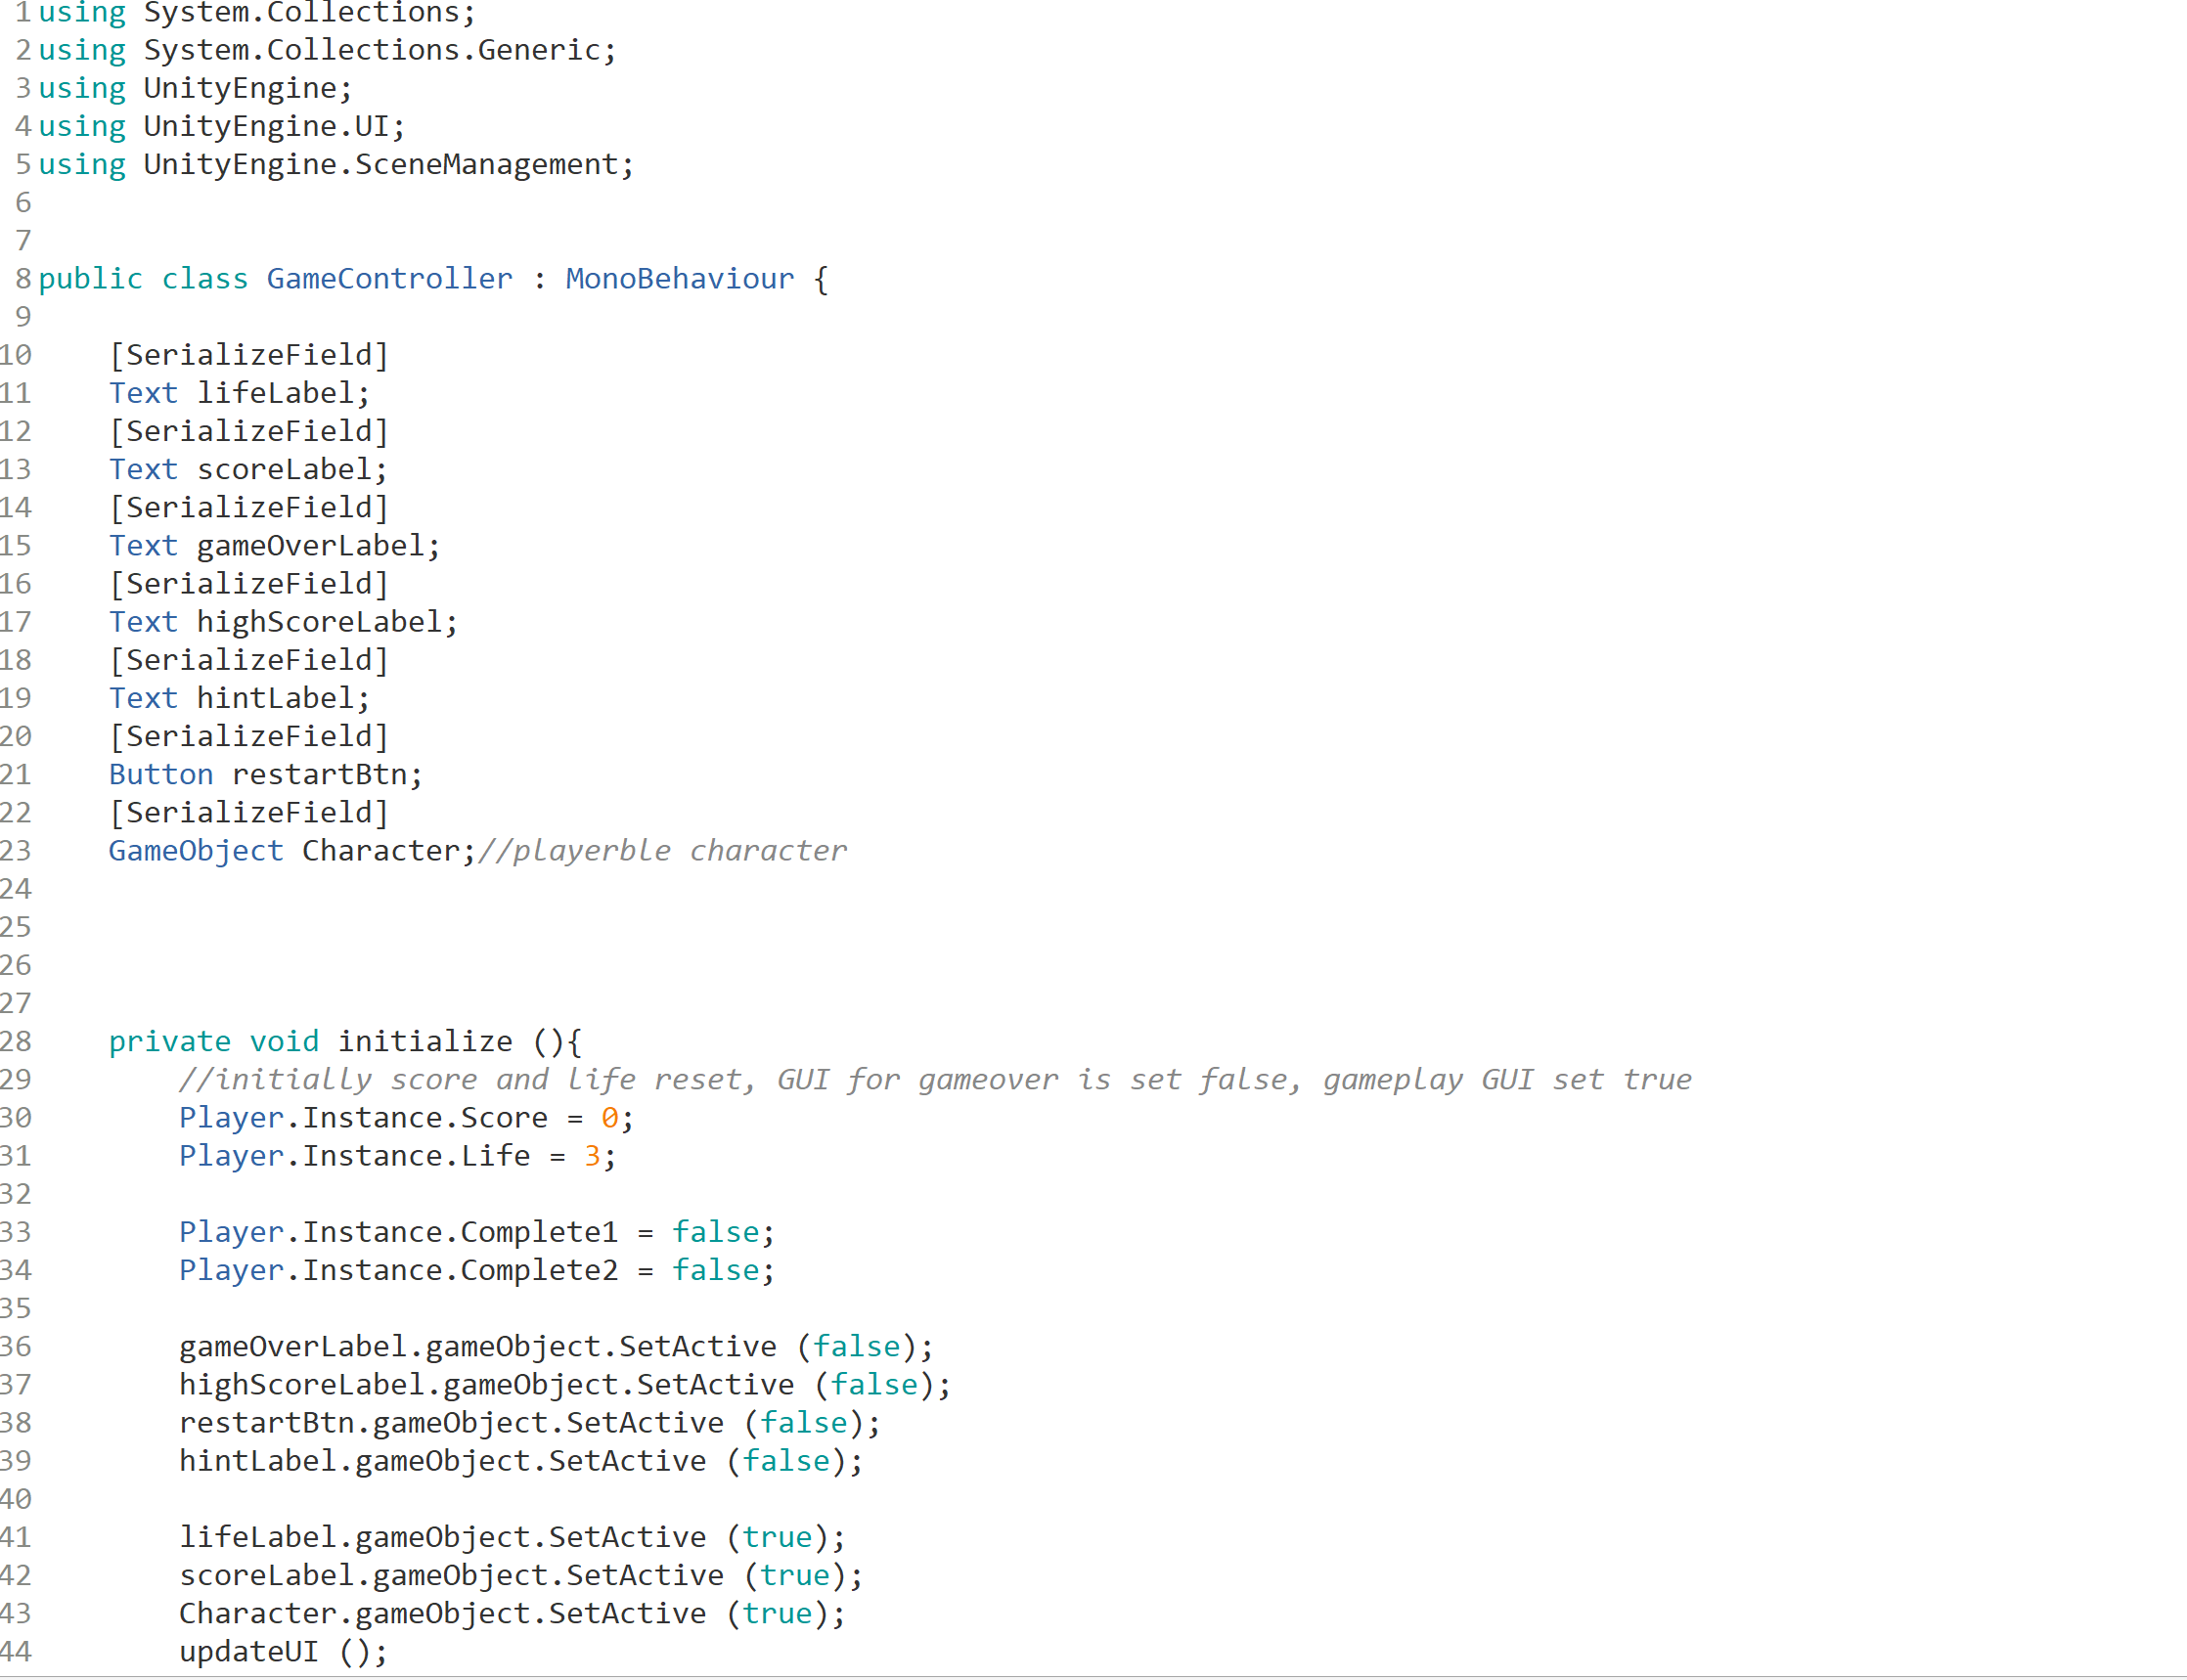 1 using System.Collections;
2 using System.Collections.Generic;
3 using UnityEngine;
4 using UnityEngine.UI;
5 using UnityEngine.SceneManagement;
6
7
8 public class GameController : MonoBehaviour {
9
10     [SerializeField]
11     Text lifeLabel;
12     [SerializeField]
13     Text scoreLabel;
14     [SerializeField]
15     Text gameOverLabel;
16     [SerializeField]
17     Text highScoreLabel;
18     [SerializeField]
19     Text hintLabel;
20     [SerializeField]
21     Button restartBtn;
22     [SerializeField]
23     GameObject Character;//playerble character
24
25
26
27
28     private void initialize (){
29         //initially score and life reset, GUI for gameover is set false, gameplay GUI set true
30         Player.Instance.Score = 0;
31         Player.Instance.Life = 3;
32
33         Player.Instance.Complete1 = false;
34         Player.Instance.Complete2 = false;
35
36         gameOverLabel.gameObject.SetActive (false);
37         highScoreLabel.gameObject.SetActive (false);
38         restartBtn.gameObject.SetActive (false);
39         hintLabel.gameObject.SetActive (false);
40
41         lifeLabel.gameObject.SetActive (true);
42         scoreLabel.gameObject.SetActive (true);
43         Character.gameObject.SetActive (true);
44         updateUI ();